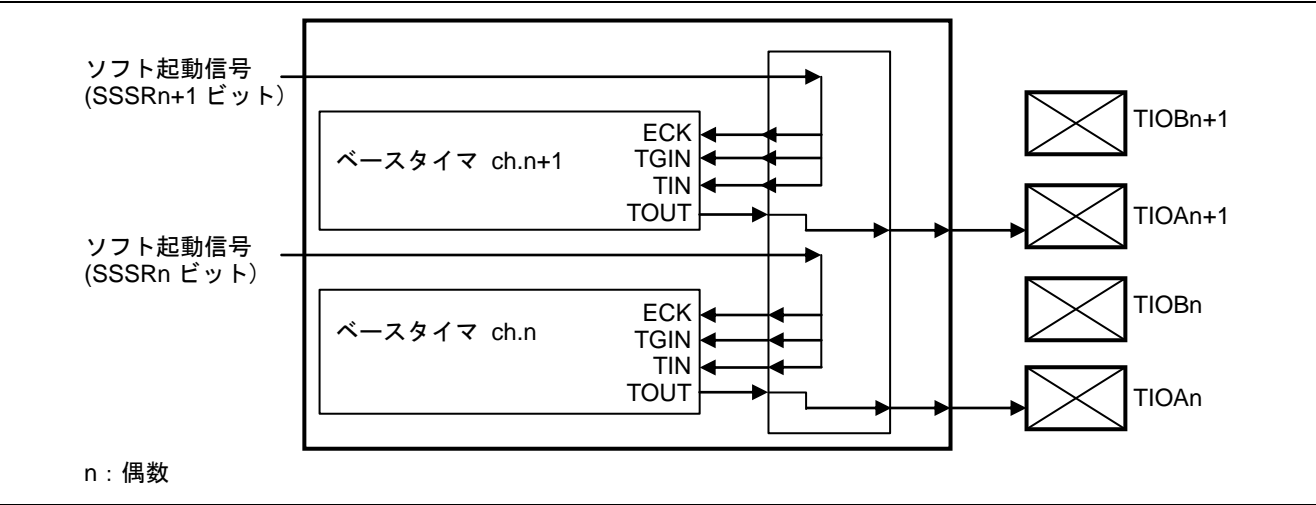 ソフト起動信号
(SSSRn+1 ビット)
ベースタイマ ch.n+1
ECK
TGIN
TIN
TOUT
TIOBn+1
TIOAn+1
ソフト起動信号
(SSSRn ビット)
ベースタイマ ch.n
ECK
TGIN
TIN
TOUT
TIOBn
TIOAn
n：偶数